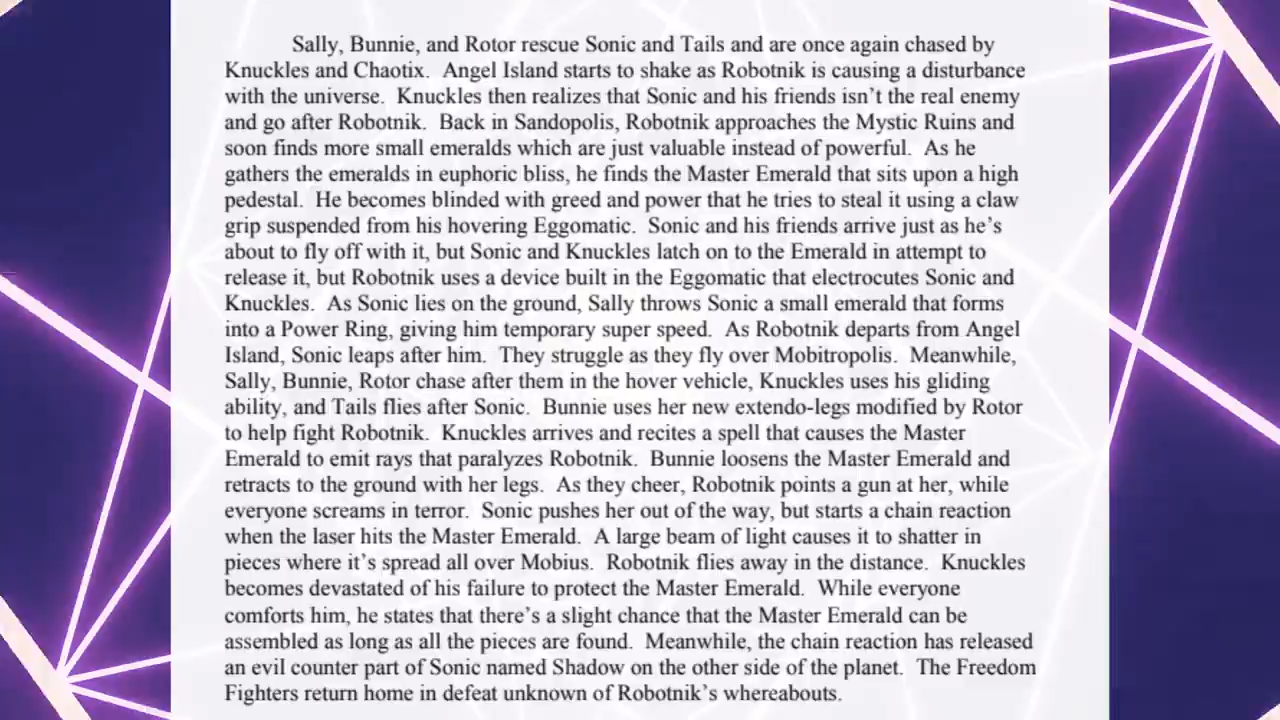 Sally, Bunnie, and Rotor rescue Sonic and Tails and are once again chased by
Knuckles and Chaotix.  Angel Island starts to shake as Robotnik is causing a disturbance
with the universe.  Knuckles then realizes that Sonic and his friends isn't the real enemy
and go after Robotnik.  Back in Sandopolis, Robotnik approaches the Mystic Ruins and
soon finds more small emeralds which are just valuable instead of powerful.  As he
gathers the emeralds in euphoric bliss, he finds the Master Emerald that sits upon a high
pedestal.  He becomes blinded with greed and power that he tries to steal it using a claw
grip suspended from his hovering Eggomatic.  Sonic and his friends arrive just as he's
about to fly off with it, but Sonic and Knuckles latch on to the Emerald in attempt to
release it, but Robotnik uses a device built in the Eggomatic that electrocutes Sonic and
Knuckles.  As Sonic lies on the ground, Sally throws Sonic a small emerald that forms
into a Power Ring, giving him temporary super speed.  As Robotnik departs from Angel
Island, Sonic leaps after him.  They struggle as they fly over Mobitropolis.  Meanwhile,
Sally, Bunnie, Rotor chase after them in the hover vehicle, Knuckles uses his gliding
ability, and Tails flies after Sonic.  Bunnie uses her new extendo-legs modified by Rotor
to help fight Robotnik.  Knuckles arrives and recites a spell that causes the Master
Emerald to emit rays that paralyzes Robotnik.  Bunnie loosens the Master Emerald and
retracts to the ground with her legs.  As they cheer, Robotnik points a gun at her, while
everyone screams in terror.  Sonic pushes her out of the way, but starts a chain reaction
when the laser hits the Master Emerald.  A large beam of light causes it to shatter in
pieces where it's spread all over Mobius.  Robotnik flies away in the distance.  Knuckles
becomes devastated of his failure to protect the Master Emerald.  While everyone
comforts him, he states that there's a slight chance that the Master Emerald can be
assembled as long as all the pieces are found.  Meanwhile, the chain reaction has released
an evil counter part of Sonic named Shadow on the other side of the planet.  The Freedom
Fighters return home in defeat unknown of Robotnik's whereabouts.